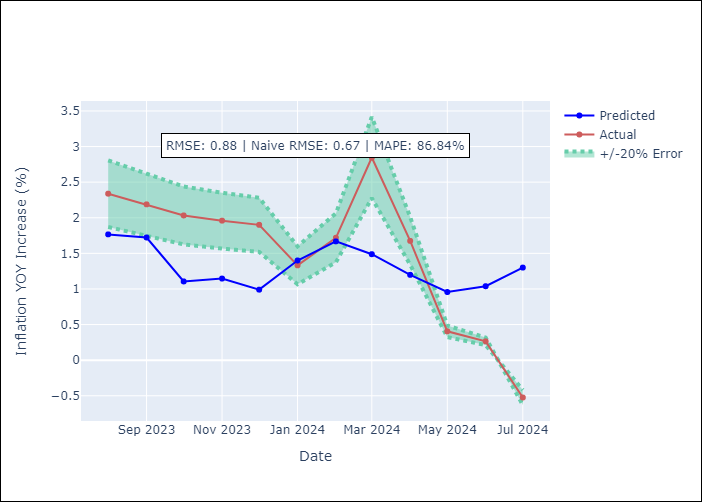 RMSE: 0.88 | Naive RMSE: 0.67 | MAPE: 86.84%
Predicted
Actual
+/-20% Error
Inflation YOY Increase (%)
3.5
3
2.5
2
1.5
1
0.5
0
−0.5
Sep 2023
Nov 2023
Jan 2024
Mar 2024
May 2024
Jul 2024
Date